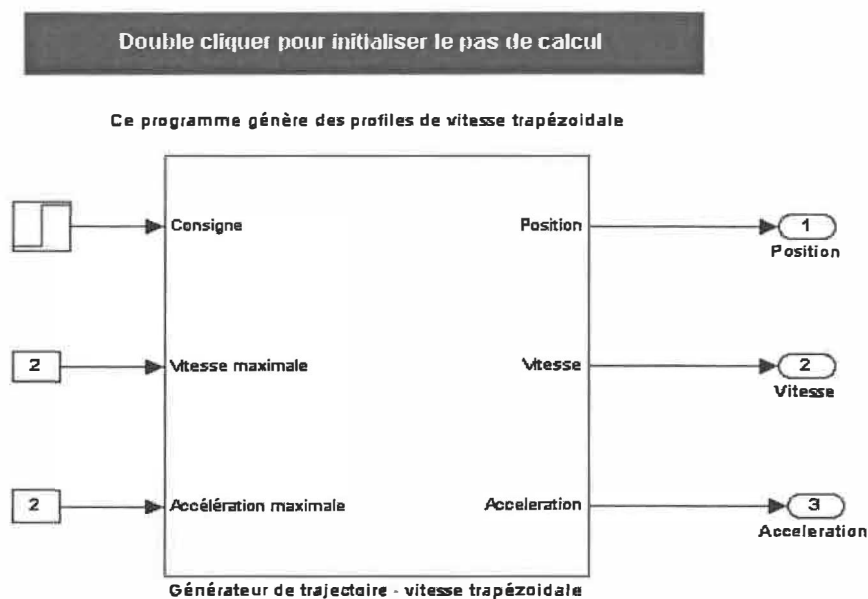 Double cliquer pour initialiser le pas de calcul
Ce programme génère des profiles de vitesse trapézoidale
Consigne
Position
1
Position
2
Vitesse maximale
Vitesse
2
Vitesse
2
Accélération maximale
Acceleration
3
Acceleration
Générateur de trajectoire - vitesse trapézoidale